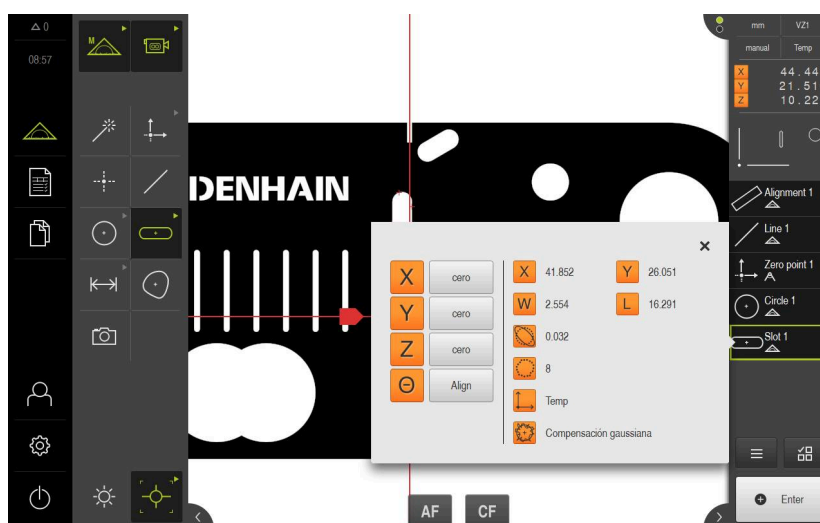 0
08:57
M
DENHAIN
mm VZ1
manual Temp
X 44.44
Y 21.51
Z 10.22
Alignment 1
Line 1
Zero point 1
Circle 1
Slot 1
X cero
Y cero
Z cero
Θ Align
X 41.852 Y 26.051
W 2.554 L 16.291
0.032
8
Temp
Compensación gaussiana
AF CF
Enter